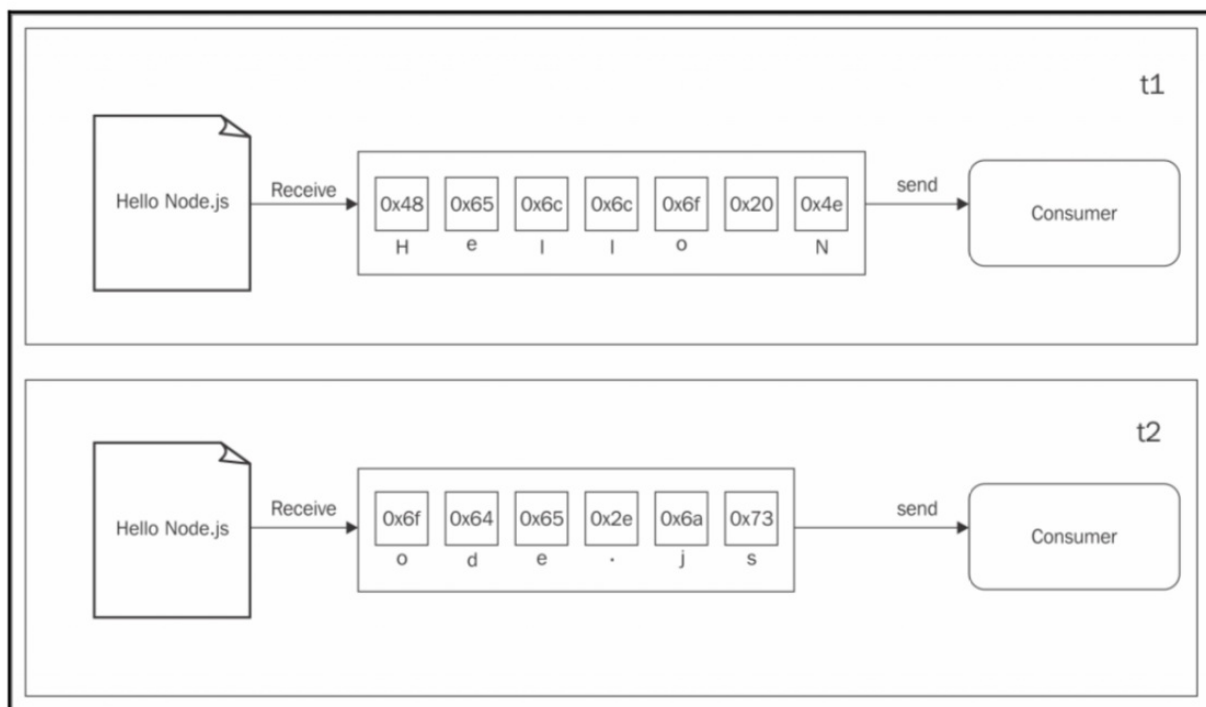 t1
Hello Node.js
Receive
0x48 0x65 0x6c 0x6c 0x6f 0x20 0x4e
H e l l o N
send
Consumer
t2
Hello Node.js
Receive
0x6f 0x64 0x65 0x2e 0x6a 0x73
o d e . j s
send
Consumer